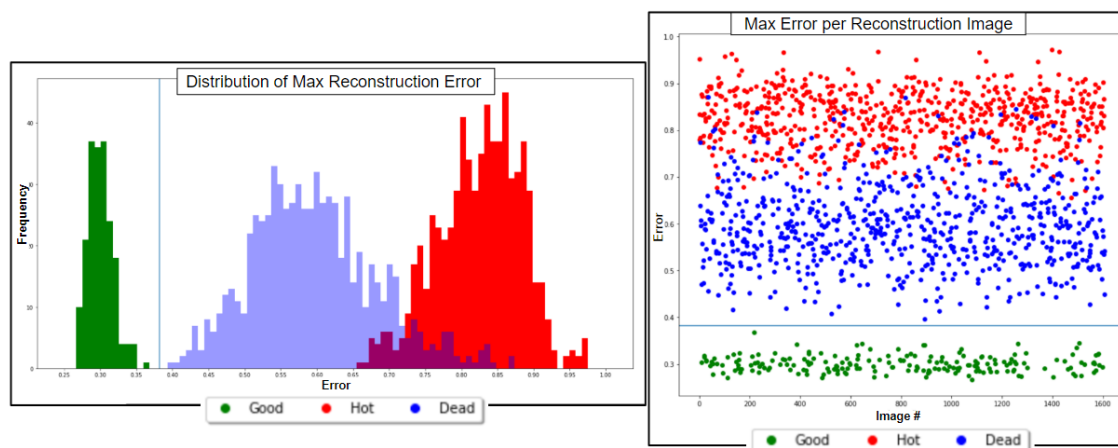 Distribution of Max Reconstruction Error
Frequency
40
30
20
10
0
0.25 0.30 0.35 0.40 0.45 0.50 0.55 0.60 0.65 0.70 0.75 0.80 0.85 0.90 0.95 1.00
Error
Good Hot Dead
Max Error per Reconstruction Image
Error
1.0
0.9
0.8
0.7
0.6
0.5
0.4
0.3
0 200 400 600 800 1000 1200 1400 1600
Image #
Good Hot Dead